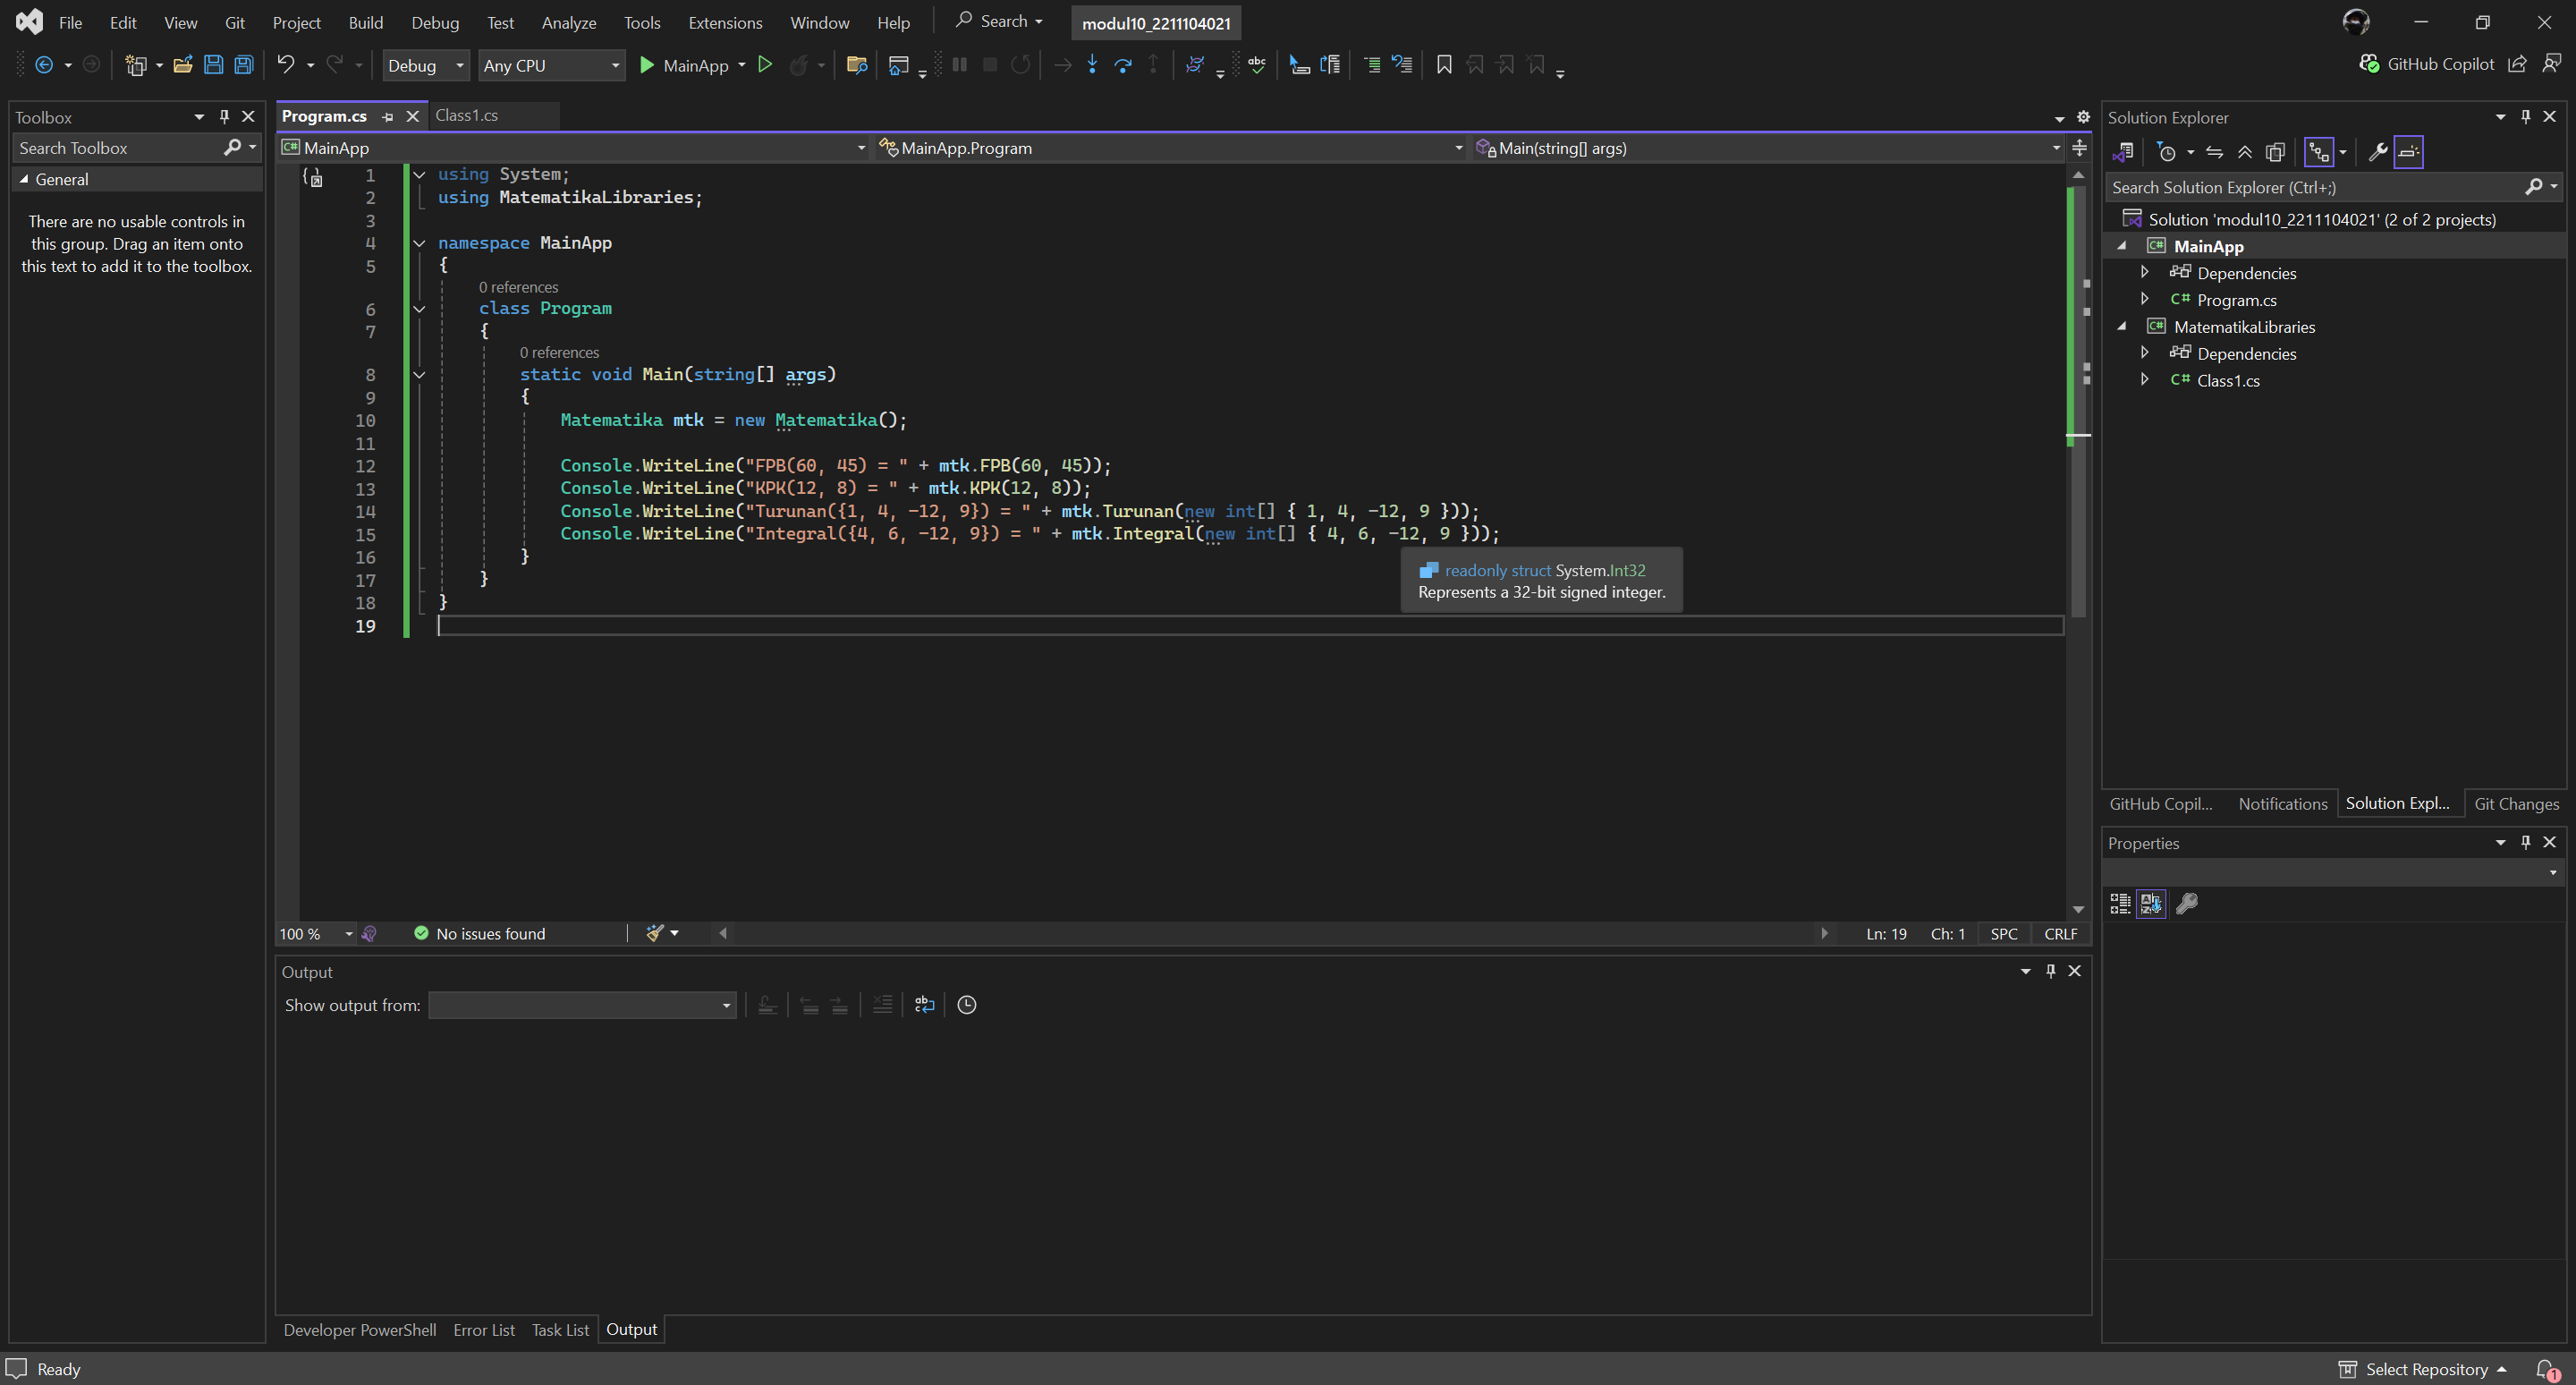 File Edit View Git Project Build Debug Test Analyze Tools Extensions Window Help Search modul10_2211104021
Debug Any CPU MainApp abc GitHub Copilot
Toolbox
Search Toolbox
General
There are no usable controls in
this group. Drag an item onto
this text to add it to the toolbox.
Program.cs Class1.cs
C# MainApp MainApp.Program Main(string[] args)
1 using System;
2 using MatematikaLibraries;
3
4 namespace MainApp
5 {
0 references
6 class Program
7 {
0 references
8 static void Main(string[] args)
9 {
10 Matematika mtk = new Matematika();
11
12 Console.WriteLine("FPB(60, 45) = " + mtk.FPB(60, 45));
13 Console.WriteLine("KPK(12, 8) = " + mtk.KPK(12, 8));
14 Console.WriteLine("Turunan({1, 4, -12, 9}) = " + mtk.Turunan(new int[] { 1, 4, -12, 9 }));
15 Console.WriteLine("Integral({4, 6, -12, 9}) = " + mtk.Integral(new int[] { 4, 6, -12, 9 }));
16 }
17 }
18 }
19
readonly struct System.Int32
Represents a 32-bit signed integer.
100 % No issues found Ln: 19 Ch: 1 SPC CRLF
Output
Show output from:
Developer PowerShell Error List Task List Output
Solution Explorer
Search Solution Explorer (Ctrl+;)
Solution 'modul10_2211104021' (2 of 2 projects)
C# MainApp
Dependencies
C# Program.cs
C# MatematikaLibraries
Dependencies
C# Class1.cs
GitHub Copil... Notifications Solution Expl... Git Changes
Properties
Ready Select Repository 1